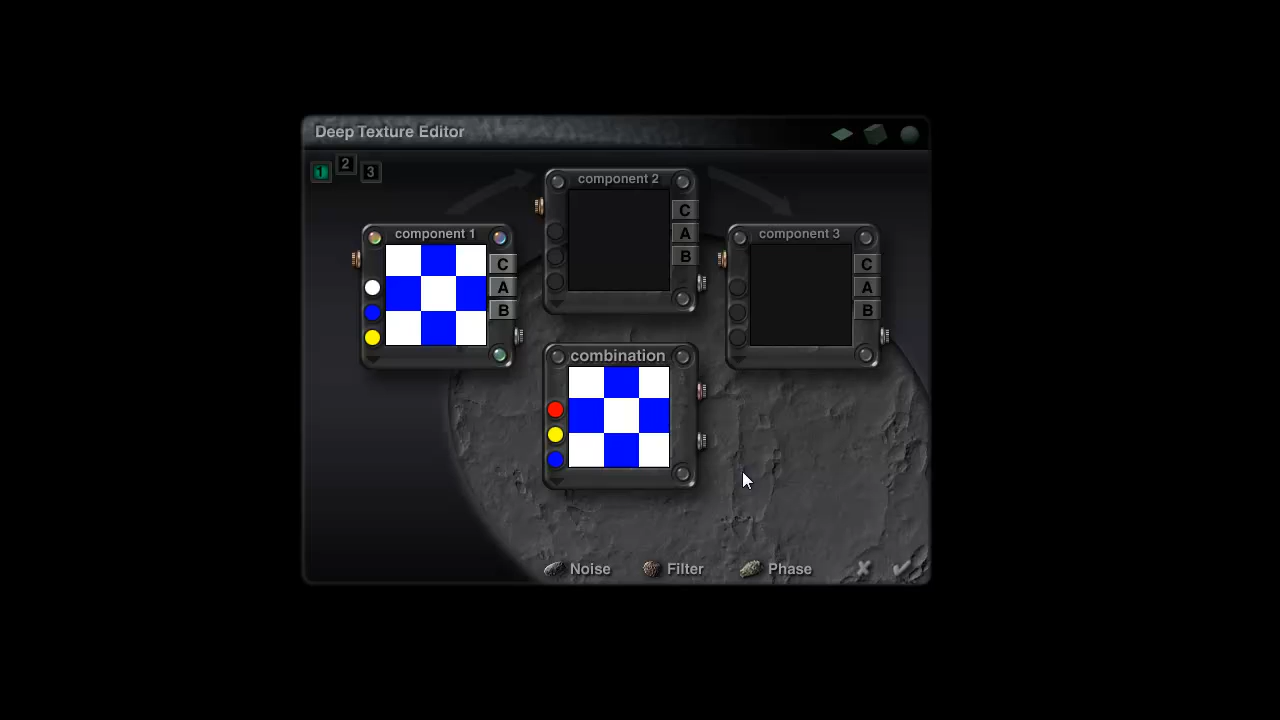 Deep Texture Editor
1 2 3
component 1
C
A
B
component 2
C
A
B
component 3
C
A
B
combination
Noise Filter Phase